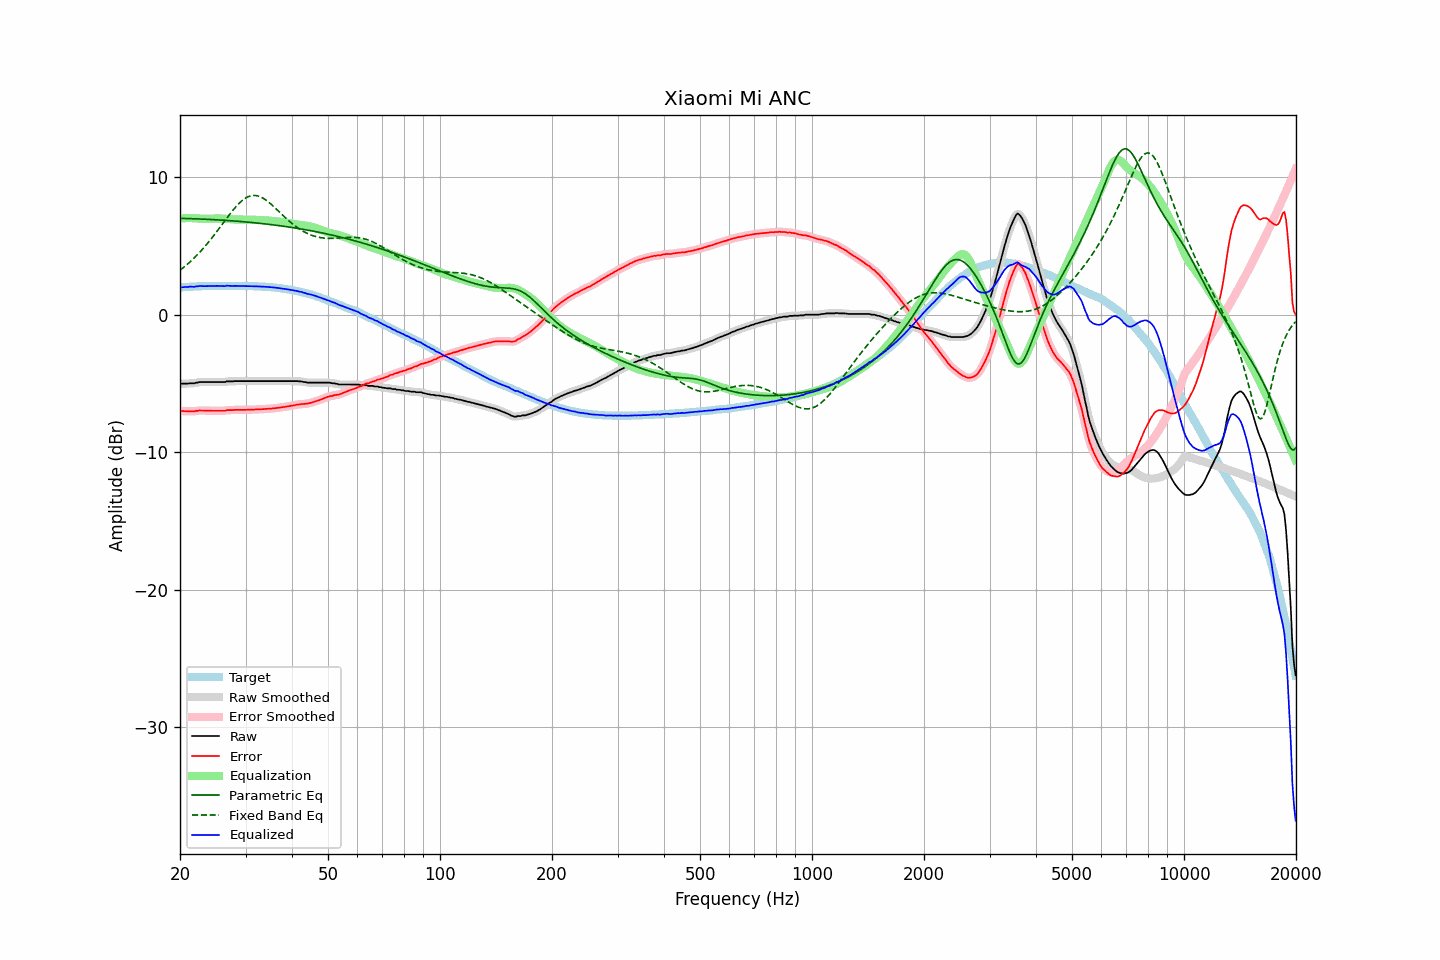 Xiaomi Mi ANC
Amplitude (dBr)
10
0
−10
−20
−30
Target
Raw Smoothed
Error Smoothed
Raw
Error
Equalization
Parametric Eq
Fixed Band Eq
Equalized
20 50 100 200 500 1000 2000 5000 10000 20000
Frequency (Hz)